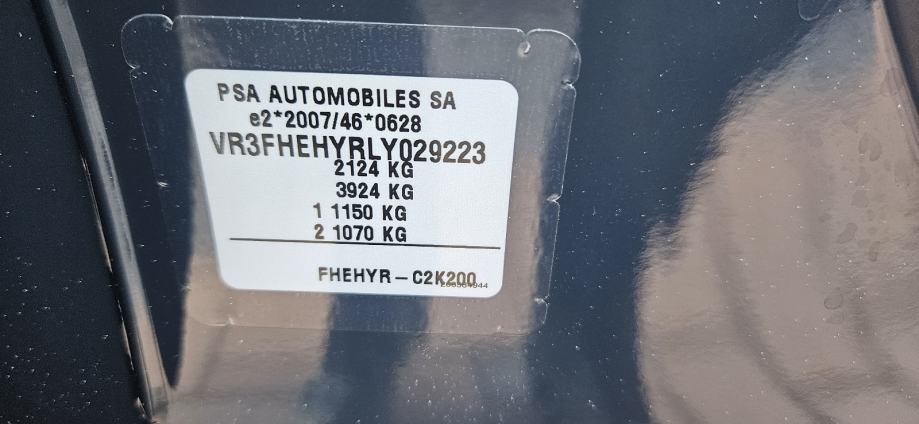 PSA AUTOMOBILES SA
e2*2007/46*0628
VR3FHEHYRLY029223
2124 KG
3924 KG
1 1150 KG
2 1070 KG
FHEHYR-C2K200